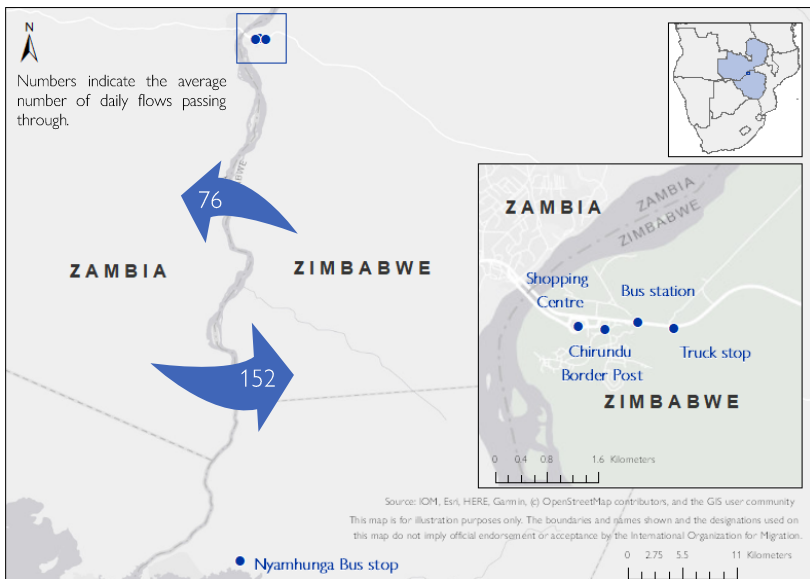 N
Numbers indicate the average
number of daily flows passing
through.
76
ZAMBIA
ZIMBABWE
152
ZAMBIA
ZAMBIA
ZIMBABWE
Shopping
Centre
Bus station
Chirundu
Border Post
Truck stop
ZIMBABWE
0 0.4 0.8 1.6 Kilometers
Source: IOM, Esri, HERE, Garmin, (c) OpenStreetMap contributors, and the GIS user community
This map is for illustration purposes only. The boundaries and names shown and the designations used on
this map do not imply official endorsement or acceptance by the International Organization for Migration.
Nyamhunga Bus stop
0 2.75 5.5 11 Kilometers